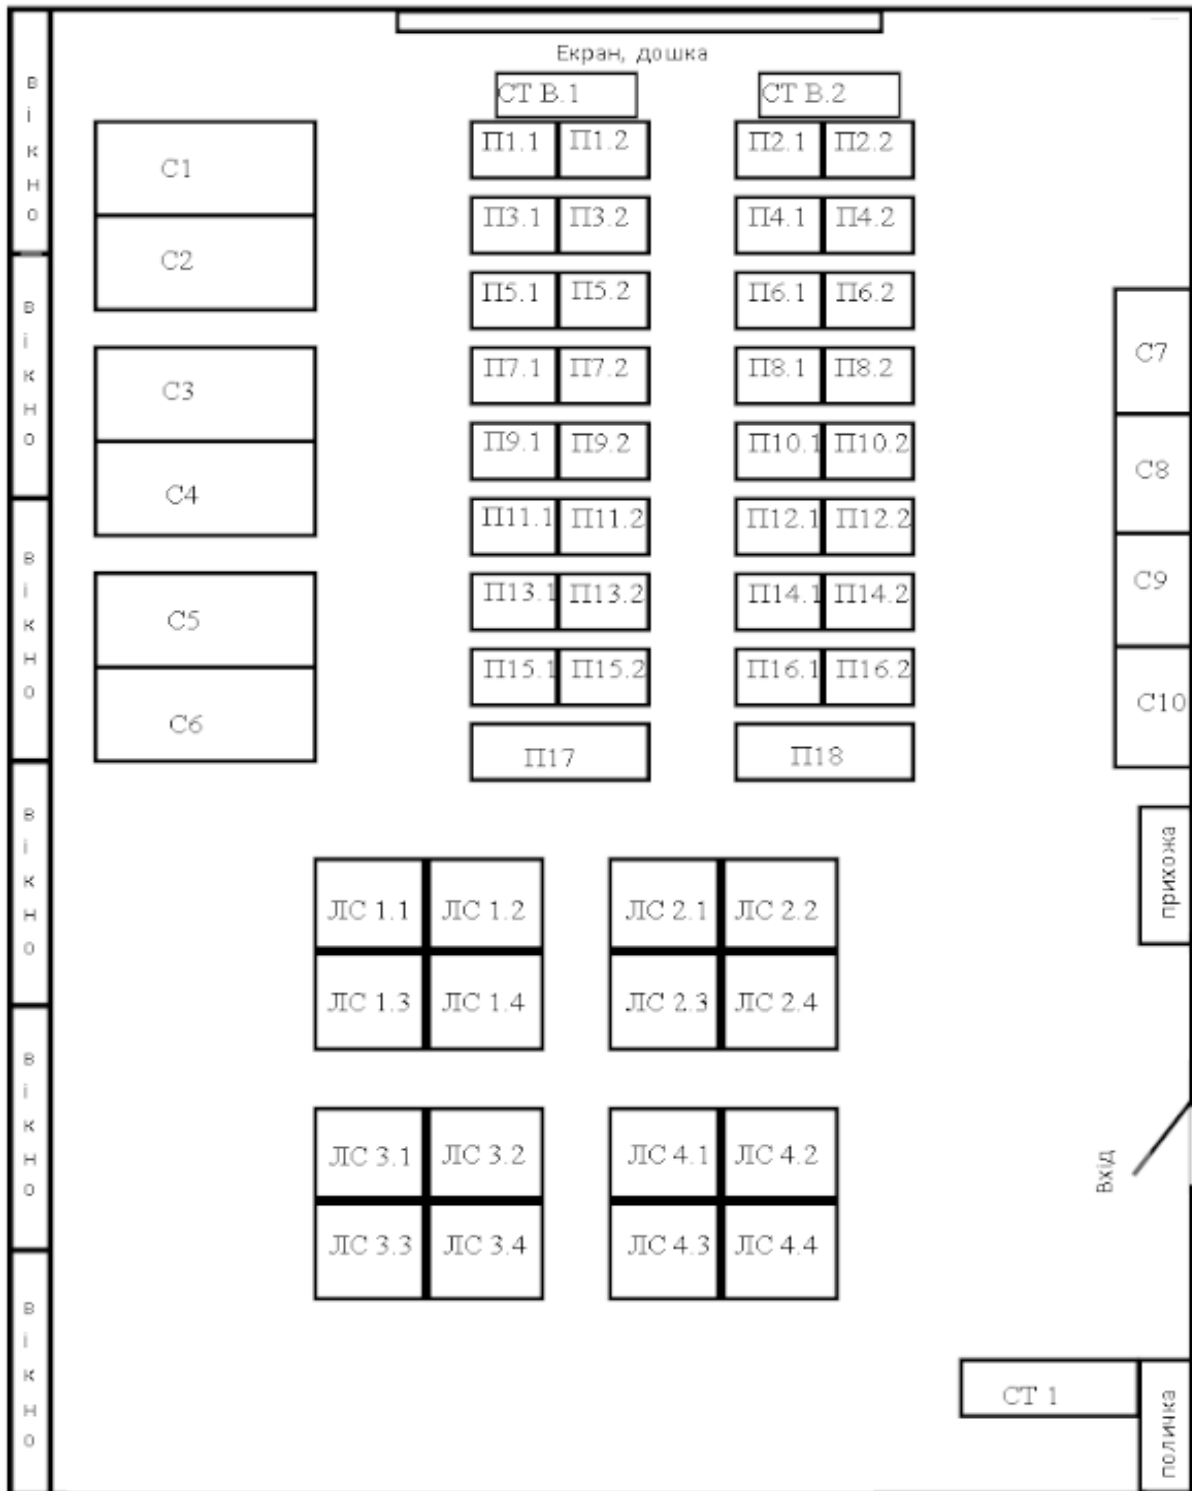 Екран, дошка
СТ В.1 СТ В.2
П1.1 П1.2 П2.1 П2.2
П3.1 П3.2 П4.1 П4.2
П5.1 П5.2 П6.1 П6.2
П7.1 П7.2 П8.1 П8.2
П9.1 П9.2 П10.1 П10.2
П11.1 П11.2 П12.1 П12.2
П13.1 П13.2 П14.1 П14.2
П15.1 П15.2 П16.1 П16.2
П17 П18
вікно
вікно
вікно
вікно
вікно
вікно
С1
С2
С3
С4
С5
С6
С7
С8
С9
С10
прихожа
ЛС 1.1 ЛС 1.2 ЛС 2.1 ЛС 2.2
ЛС 1.3 ЛС 1.4 ЛС 2.3 ЛС 2.4
ЛС 3.1 ЛС 3.2 ЛС 4.1 ЛС 4.2
ЛС 3.3 ЛС 3.4 ЛС 4.3 ЛС 4.4
Вхід
СТ 1
поличка